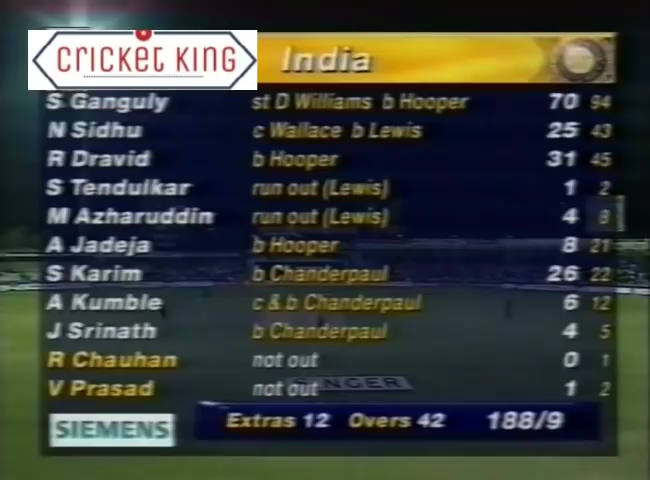 CRICKET KING
India
S Ganguly st D Williams b Hooper 70 94
N Sidhu c Wallace b Lewis 25 43
R Dravid b Hooper 31 45
S Tendulkar run out (Lewis) 1 2
M Azharuddin run out (Lewis) 4 8
A Jadeja b Hooper 8 21
S Karim b Chanderpaul 26 22
A Kumble c & b Chanderpaul 6 12
J Srinath b Chanderpaul 4 5
R Chauhan not out 0 1
V Prasad not out 1 2
SINGER
Extras 12 Overs 42 188/9
SIEMENS